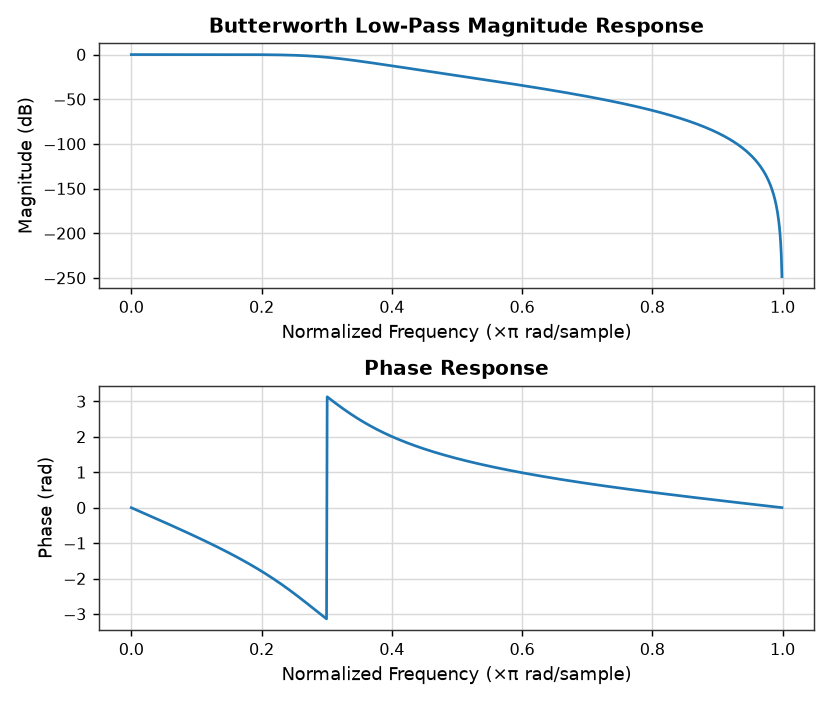 Butterworth Low-Pass Magnitude Response
0
−50
−100
−150
−200
−250
Magnitude (dB)
0.0 0.2 0.4 0.6 0.8 1.0
Normalized Frequency (×π rad/sample)
Phase Response
3
2
1
0
−1
−2
−3
Phase (rad)
0.0 0.2 0.4 0.6 0.8 1.0
Normalized Frequency (×π rad/sample)